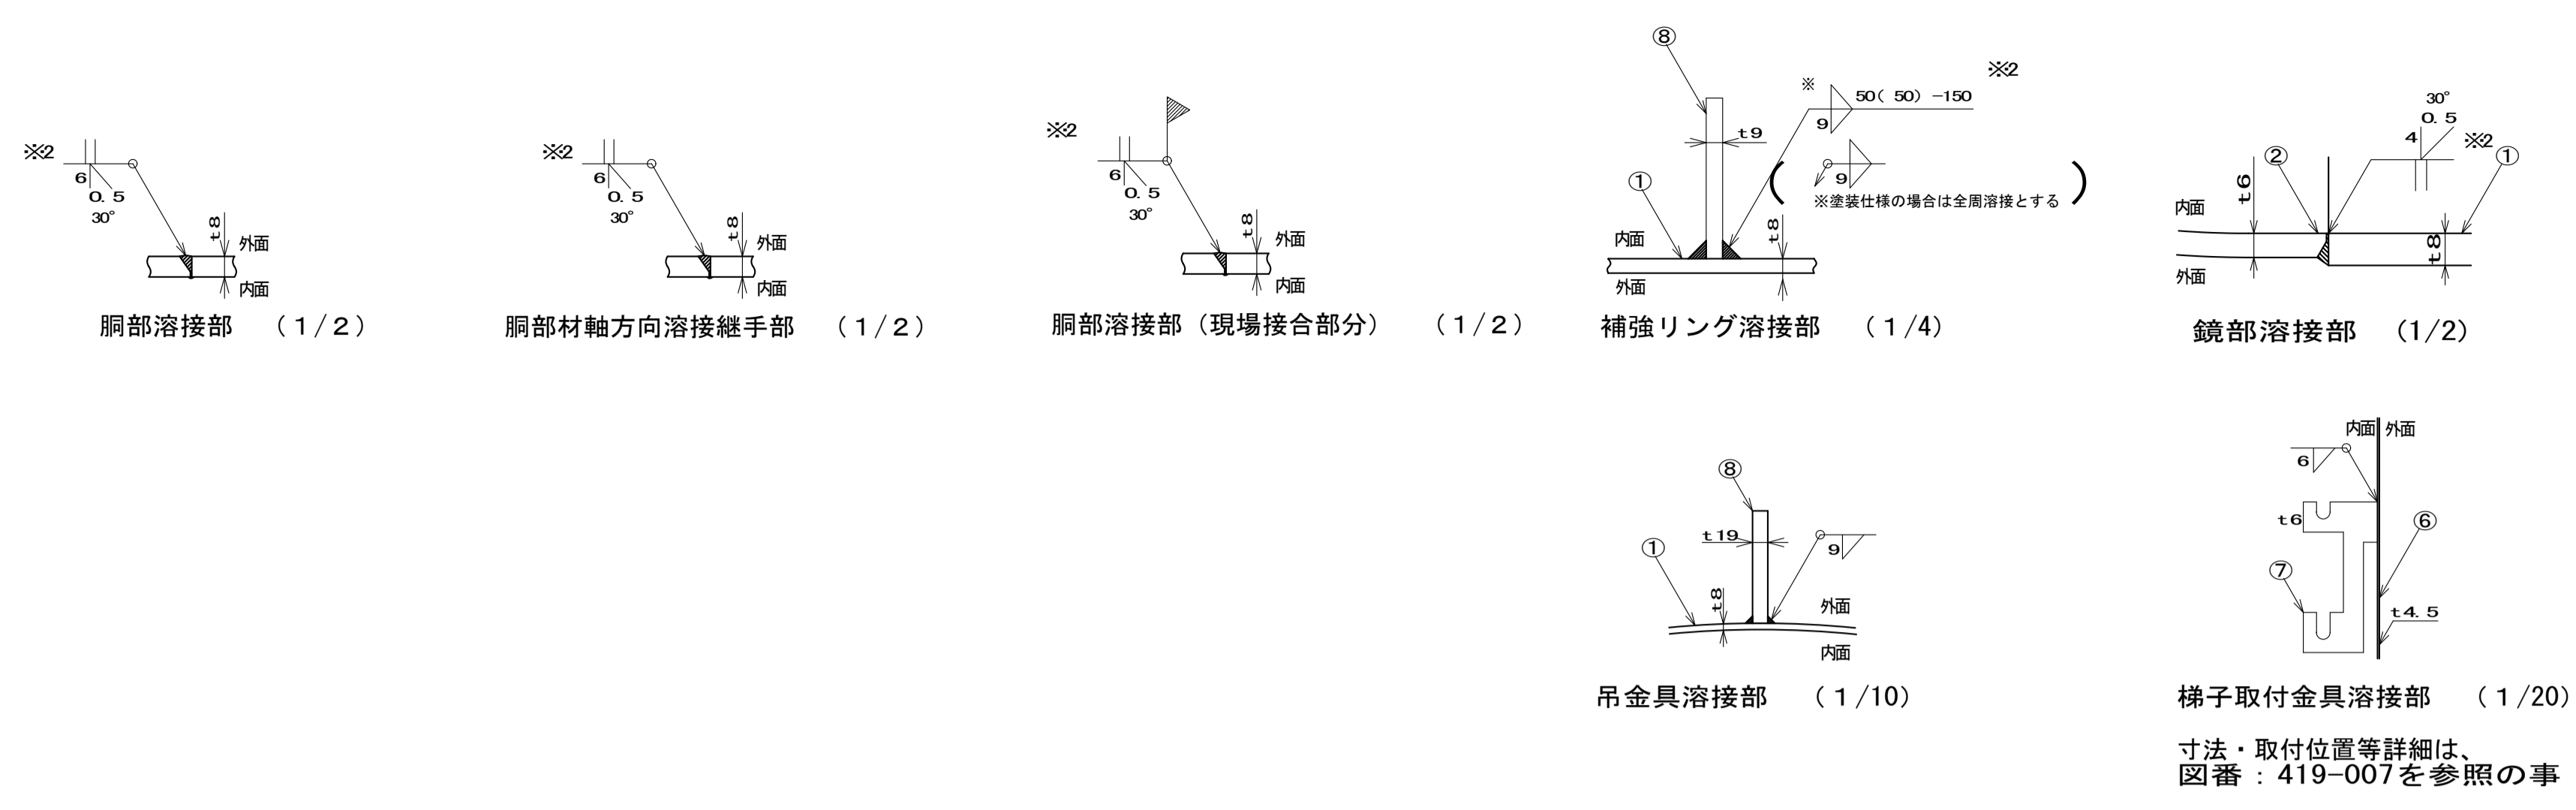 ※2
6
0.5
30°
t8
外面
内面
胴部溶接部 (1/2)
※2
6
0.5
30°
t8
外面
内面
胴部材軸方向溶接継手部 (1/2)
※2
6
0.5
30°
t8
外面
内面
胴部溶接部(現場接合部分) (1/2)
⑧
※
※2
50(50)-150
9
t9
①
9
※塗装仕様の場合は全周溶接とする
t8
内面
外面
補強リング溶接部 (1/4)
30°
0.5
4
※2
②
①
t6
内面
t8
外面
鏡部溶接部 (1/2)
⑧
①
t19
9
t8
外面
内面
吊金具溶接部 (1/10)
内面 外面
6
t6
⑥
⑦
t4.5
梯子取付金具溶接部 (1/20)
寸法・取付位置等詳細は、
図番:419-007を参照の事